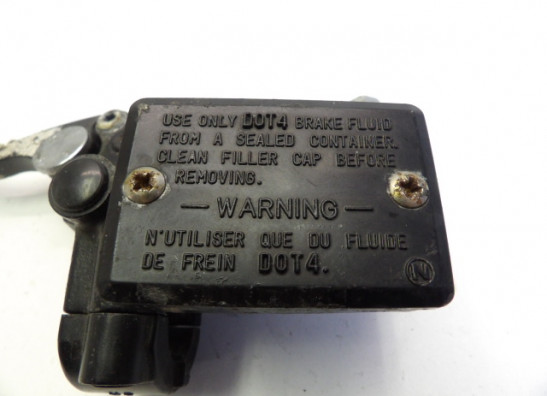 USE ONLY DOT4 BRAKE FLUID
FROM A SEALED CONTAINER.
CLEAN FILLER CAP BEFORE
REMOVING.
— WARNING —
N'UTILISER QUE DU FLUIDE
DE FREIN DOT4.
N